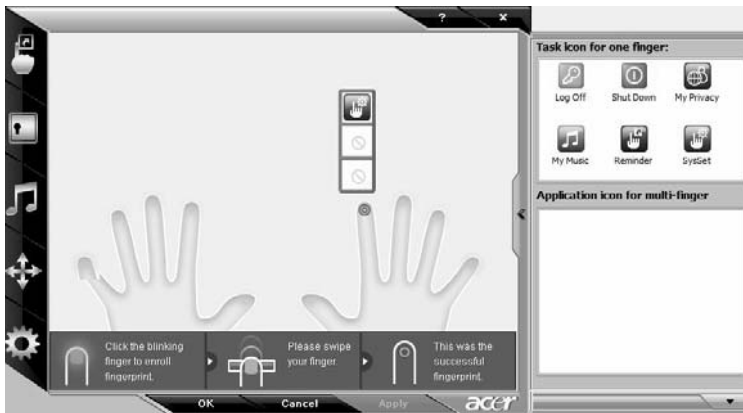 ? x
Task icon for one finger:
Log Off Shut Down My Privacy
My Music Reminder SysSet
Application icon for multi-finger
Click the blinking
finger to enroll
fingerprint.
Please swipe
your finger.
This was the
successful
fingerprint.
OK Cancel Apply acer